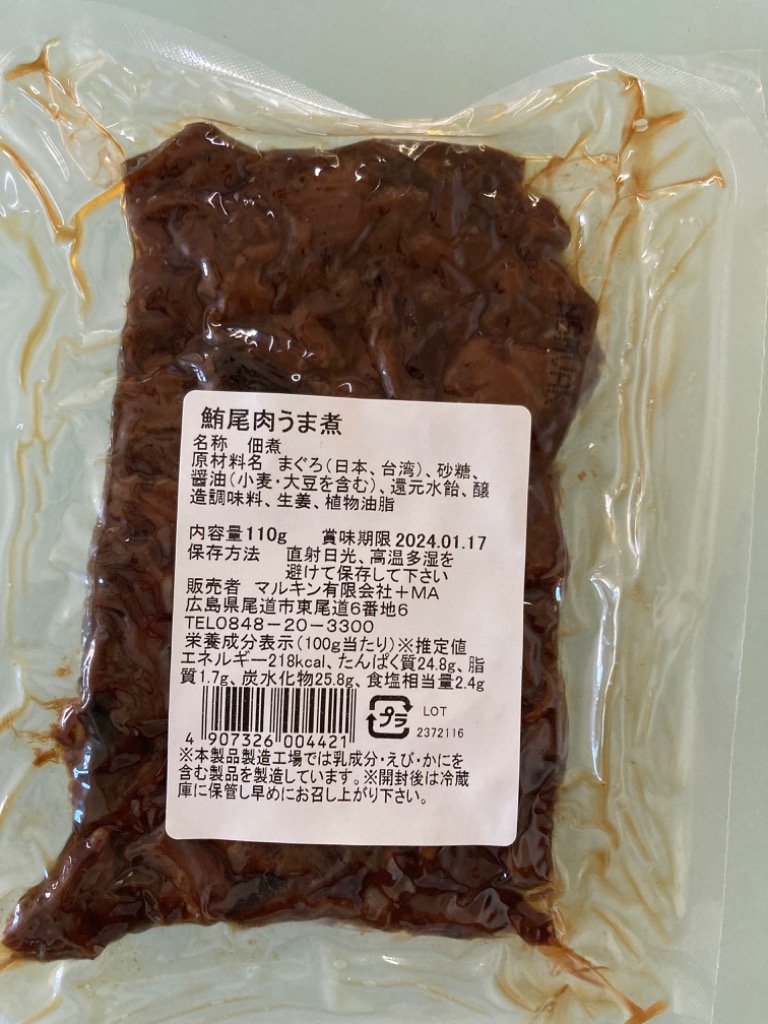 鮪尾肉うま煮
名称 佃煮
原材料名 まぐろ(日本、台湾)、砂糖、
醤油(小麦・大豆を含む)、還元水飴、醸
造調味料、生姜、植物油脂
内容量110g 賞味期限2024.01.17
保存方法 直射日光、高温多湿を
避けて保存して下さい
販売者 マルキン有限会社+MA
広島県尾道市東尾道6番地6
TEL0848-20-3300
栄養成分表示(100g当たり)※推定値
エネルギー218kcal、たんぱく質24.8g、脂
質1.7g、炭水化物25.8g、食塩相当量2.4g
プラ
LOT
2372116
4 907326 004421
※本製品製造工場では乳成分・えび・かにを
含む製品を製造しています。※開封後は冷蔵
庫に保管し早めにお召し上がり下さい。